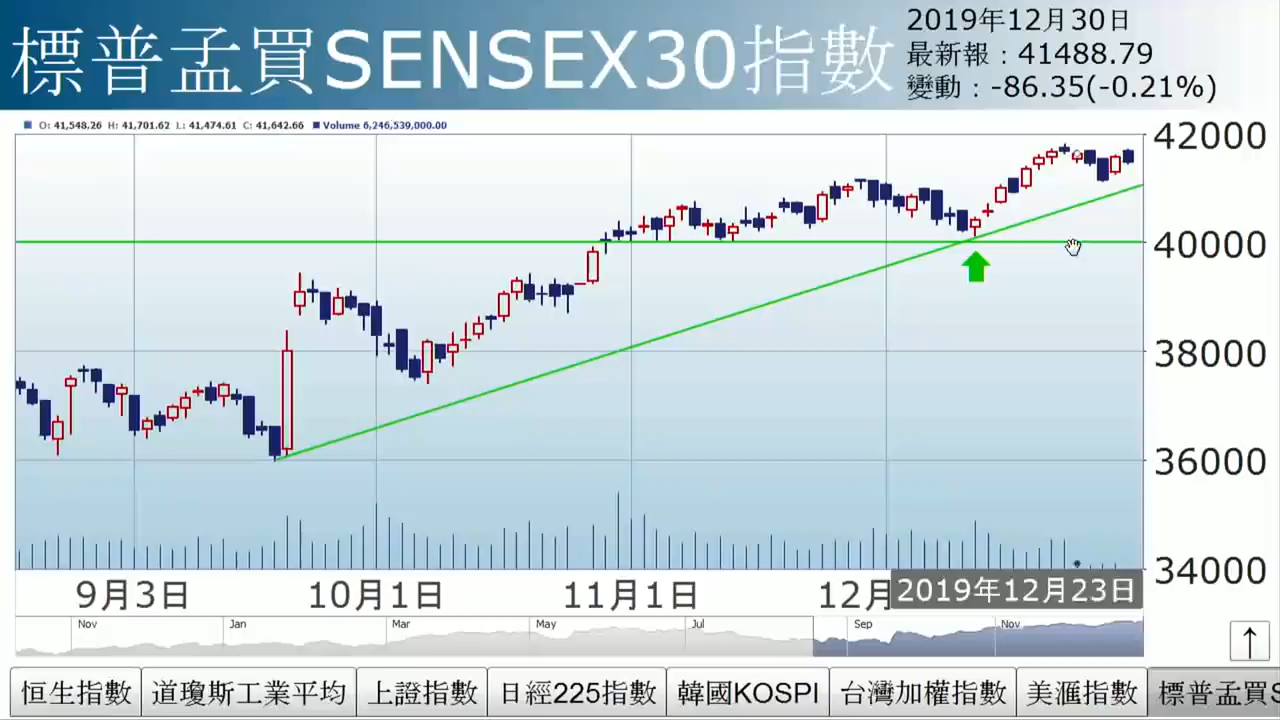 標普孟買SENSEX30指數
2019年12月30日
最新報：41488.79
變動：-86.35(-0.21%)
O: 41,548.26 H: 41,701.62 L: 41,474.61 C: 41,642.66 Volume 6,246,539,000.00
42000
40000
38000
36000
34000
9月3日 10月1日 11月1日 12月 2019年12月23日
Nov Jan Mar May Jul Sep Nov
恒生指數 道瓊斯工業平均 上證指數 日經225指數 韓國KOSPI 台灣加權指數 美滙指數 標普孟買S